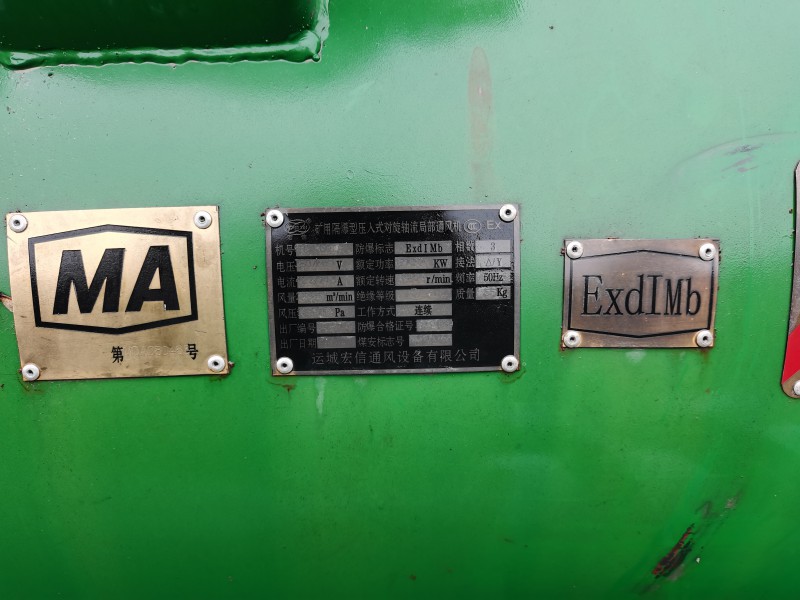 MA
第 号
矿用隔爆型压入式对旋轴流局部通风机 Ex
机号 防爆标志 ExdIMb 相数 3
电压 V 额定功率 KW 接法 Δ/Y
电流 A 额定转速 r/min 频率 50Hz
风量 m³/min 绝缘等级 质量 Kg
风压 Pa 工作方式 连续
出厂编号 防爆合格证号
出厂日期 煤安标志号
运城宏信通风设备有限公司
ExdIMb